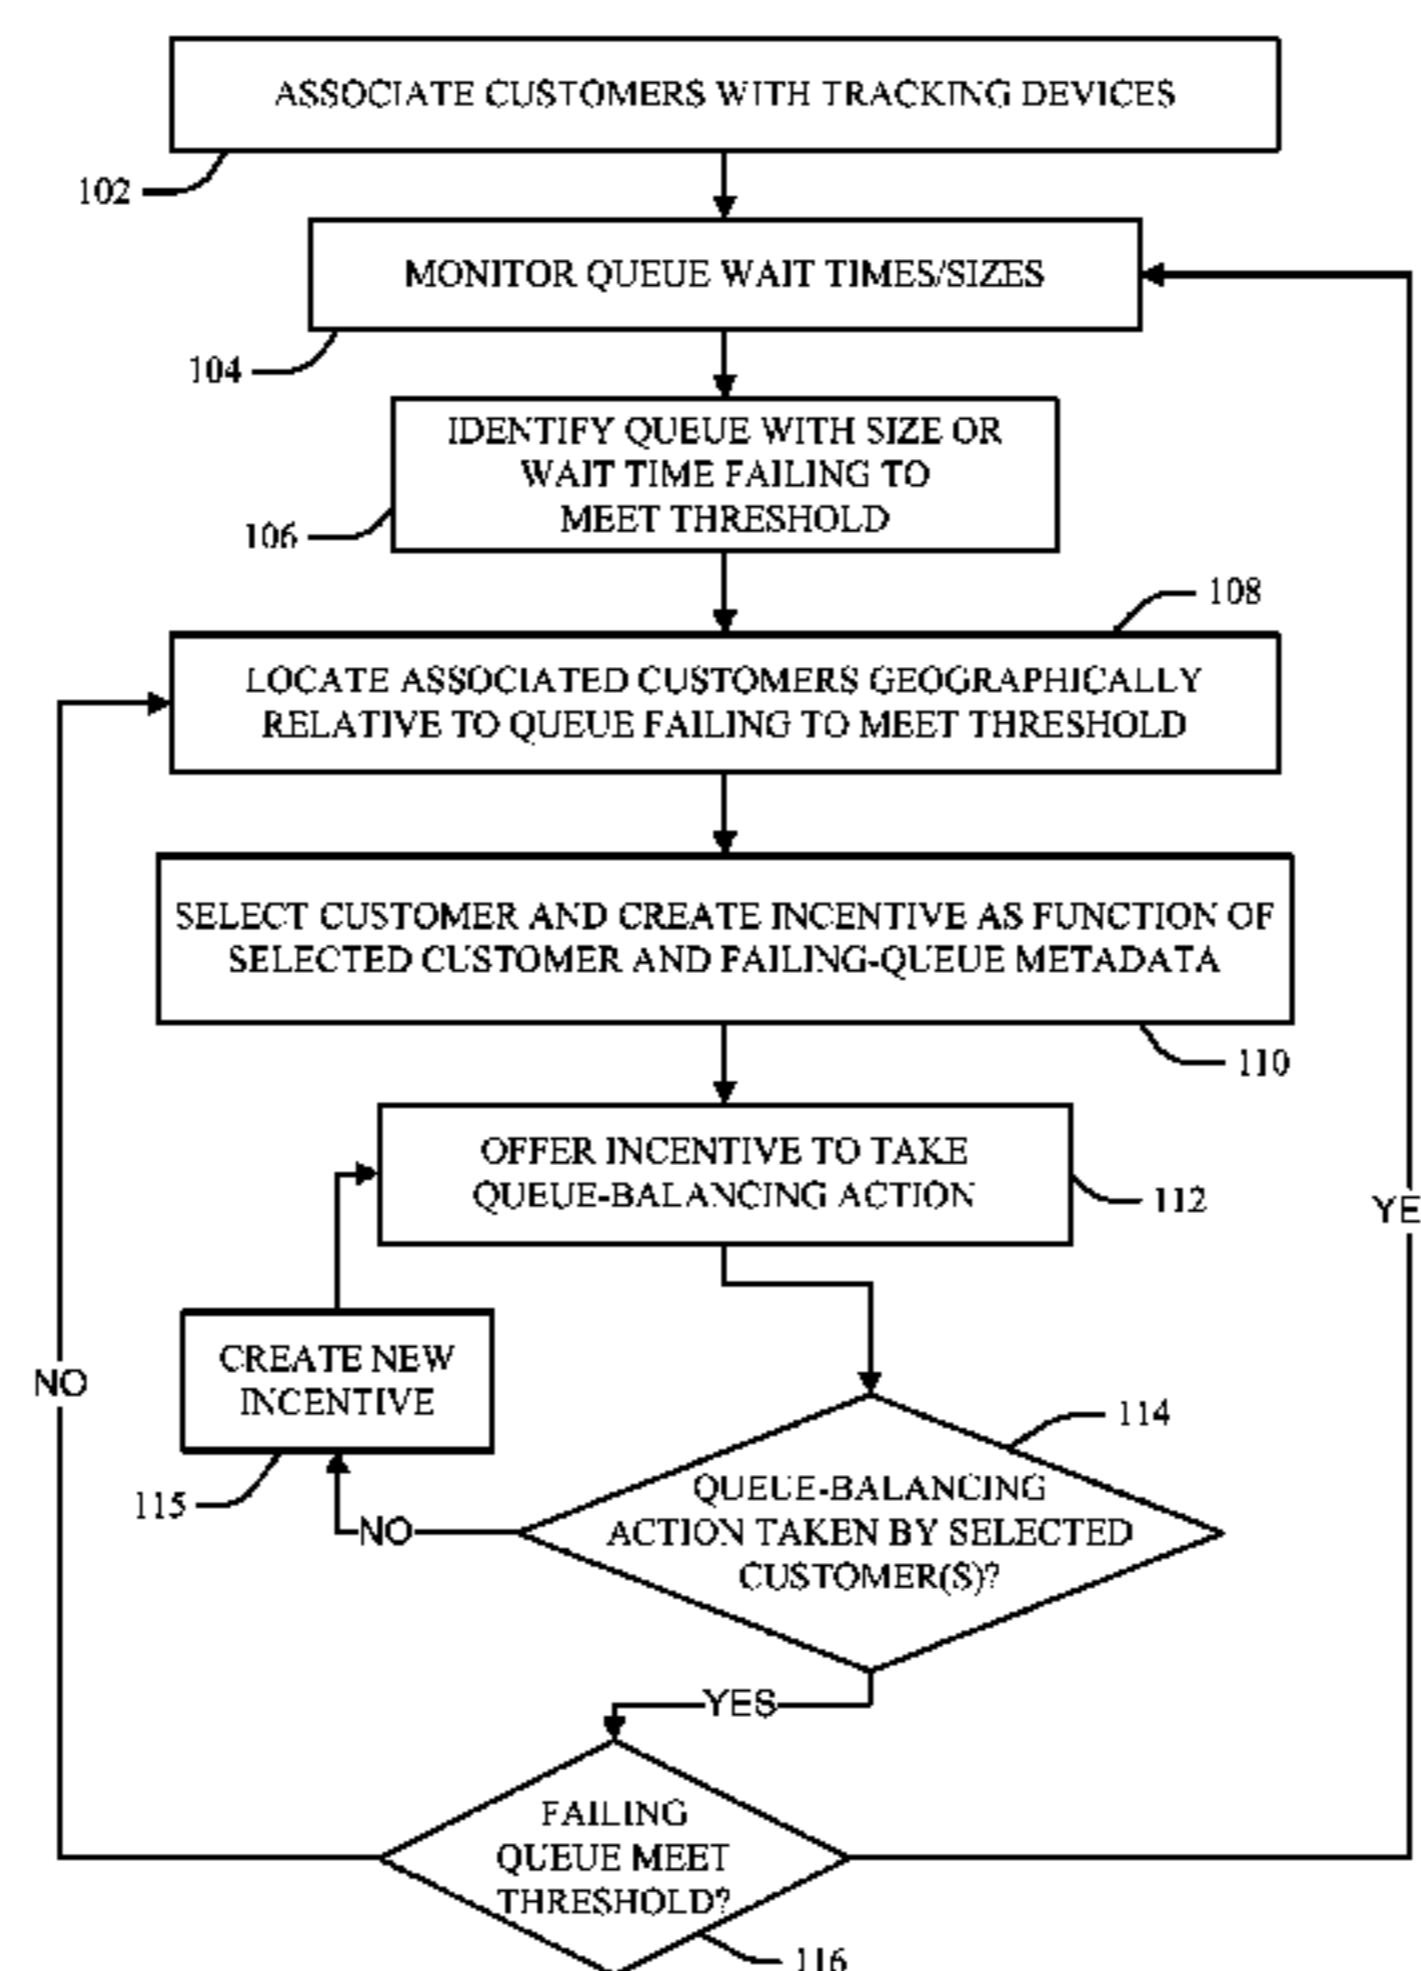 ASSOCIATE CUSTOMERS WITH TRACKING DEVICES
102
MONITOR QUEUE WAIT TIMES/SIZES
104
IDENTIFY QUEUE WITH SIZE OR
WAIT TIME FAILING TO
MEET THRESHOLD
106
108
LOCATE ASSOCIATED CUSTOMERS GEOGRAPHICALLY
RELATIVE TO QUEUE FAILING TO MEET THRESHOLD
SELECT CUSTOMER AND CREATE INCENTIVE AS FUNCTION OF
SELECTED CUSTOMER AND FAILING-QUEUE METADATA
110
OFFER INCENTIVE TO TAKE
QUEUE-BALANCING ACTION
112
YE
CREATE NEW
INCENTIVE
NO
115
114
QUEUE-BALANCING
ACTION TAKEN BY SELECTED
CUSTOMER(S)?
NO
YES
FAILING
QUEUE MEET
THRESHOLD?
116